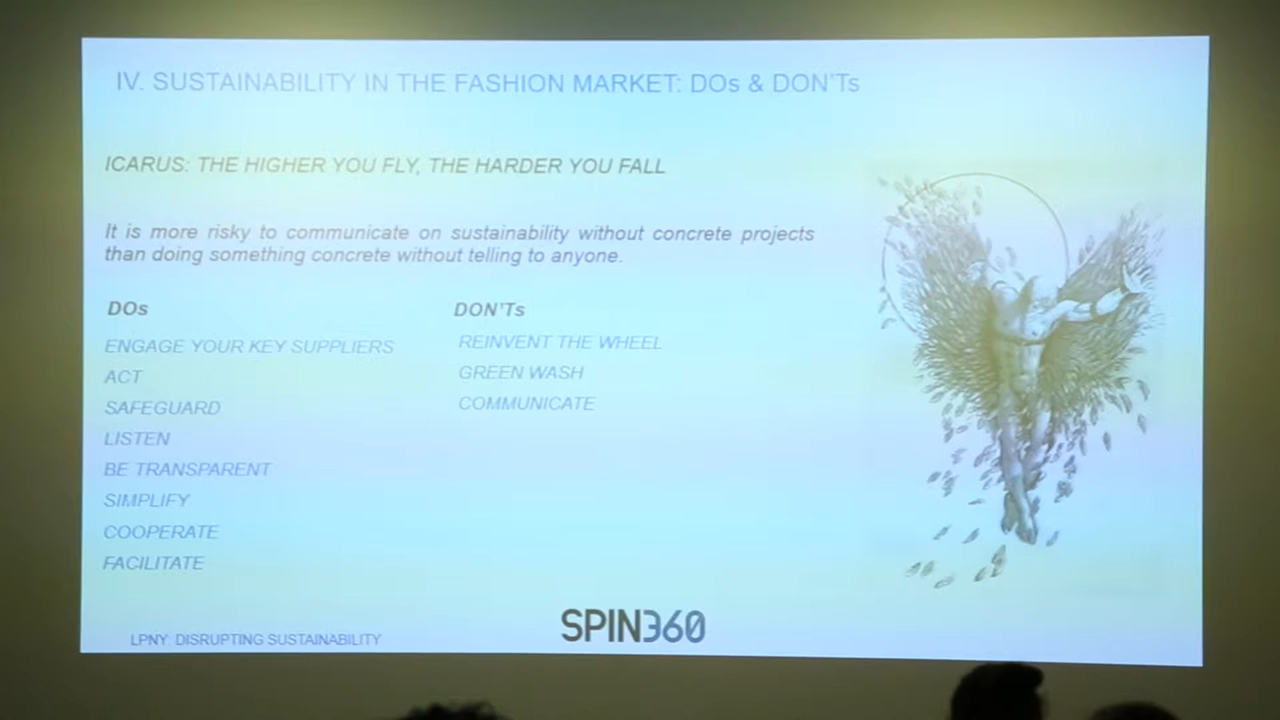 IV. SUSTAINABILITY IN THE FASHION MARKET: DOs & DON'Ts
ICARUS: THE HIGHER YOU FLY, THE HARDER YOU FALL
It is more risky to communicate on sustainability without concrete projects
than doing something concrete without telling to anyone.
DOs
ENGAGE YOUR KEY SUPPLIERS
ACT
SAFEGUARD
LISTEN
BE TRANSPARENT
SIMPLIFY
COOPERATE
FACILITATE
DON'Ts
REINVENT THE WHEEL
GREEN WASH
COMMUNICATE
LPNY: DISRUPTING SUSTAINABILITY
SPIN360